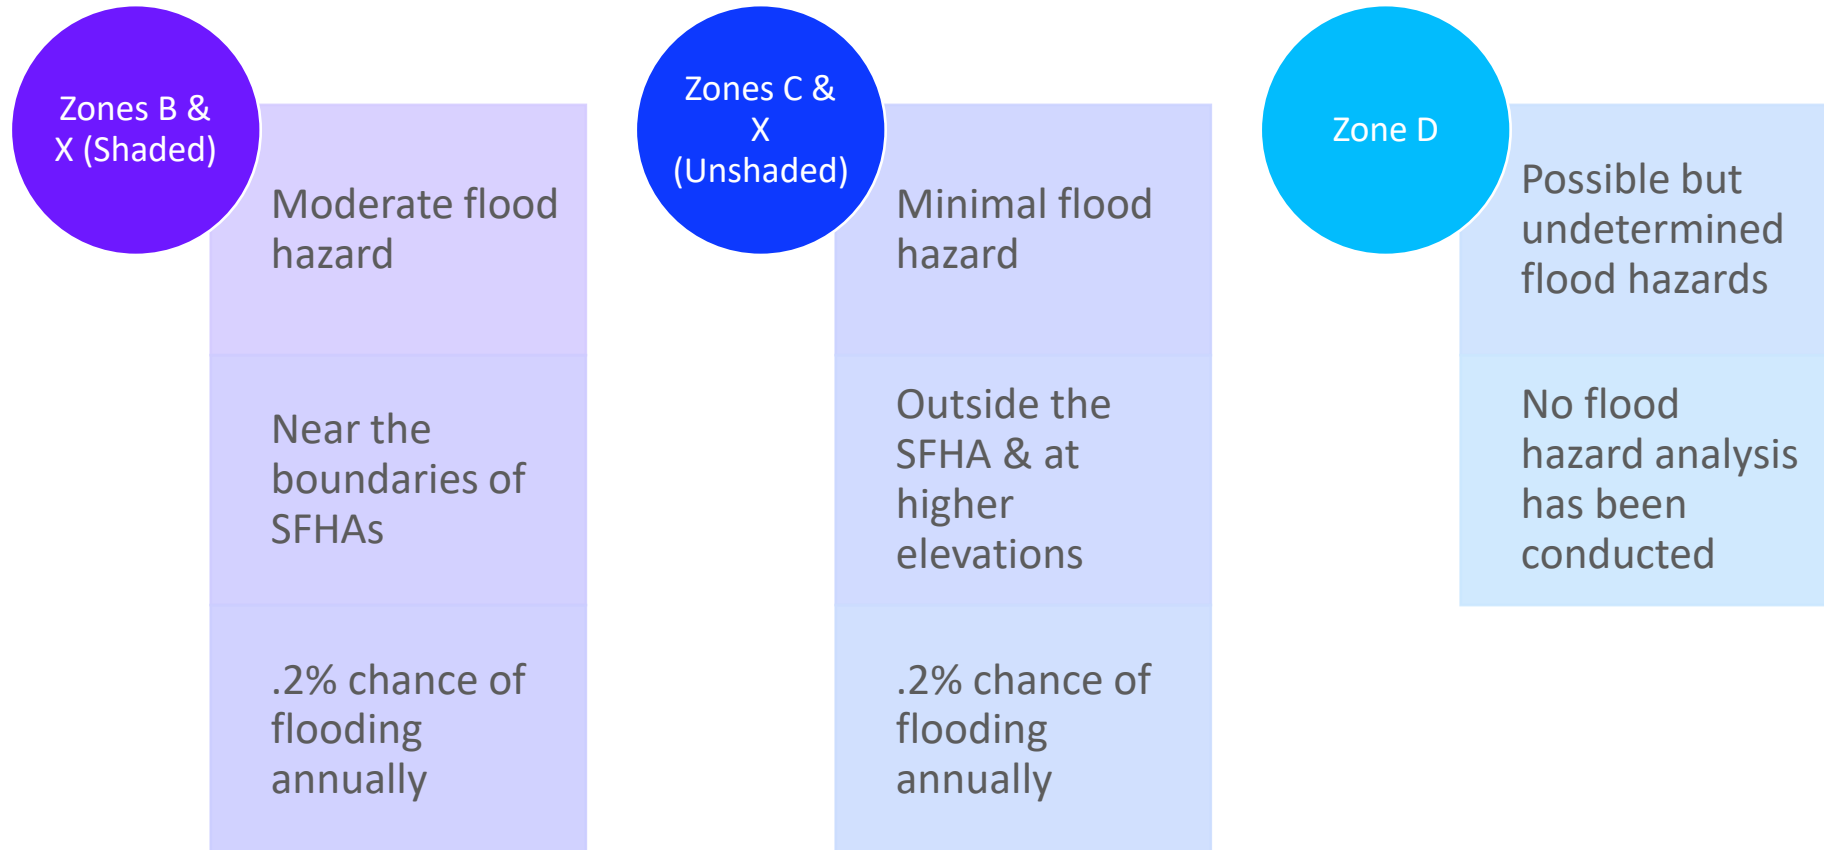 Zones B &
X (Shaded)
Moderate flood
hazard
Near the
boundaries of
SFHAs
.2% chance of
flooding
annually
Zones C &
X
(Unshaded)
Minimal flood
hazard
Outside the
SFHA & at
higher
elevations
.2% chance of
flooding
annually
Zone D
Possible but
undetermined
flood hazards
No flood
hazard analysis
has been
conducted